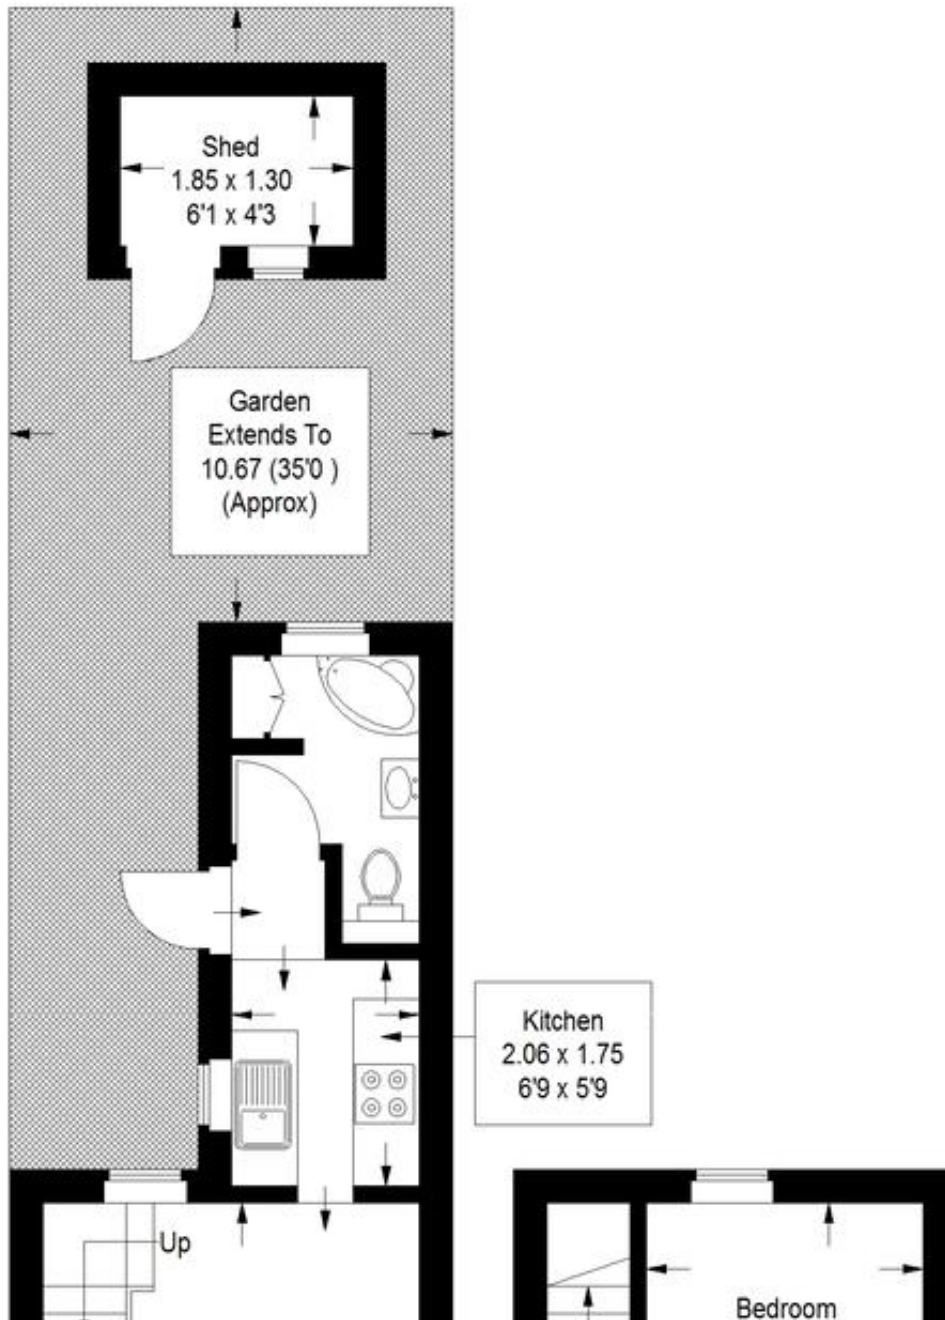 Shed
1.85 x 1.30
6'1 x 4'3
Garden
Extends To
10.67 (35'0 )
(Approx)
Kitchen
2.06 x 1.75
6'9 x 5'9
Up
Bedroom